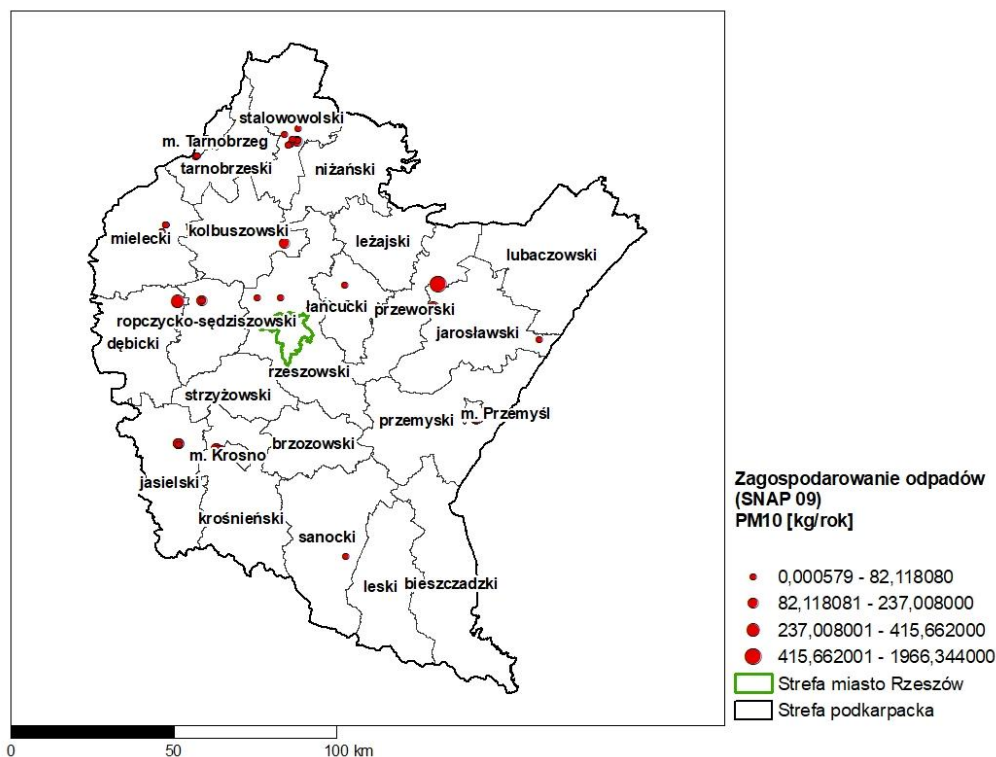 stalowowolski
m. Tarnobrzeg
tarnobrzeski
niżański
mielecki
kolbuszowski
leżajski
lubaczowski
łańcucki
przeworski
ropczycko-sędziszowski
jarosławski
dębicki
rzeszowski
strzyżowski
przemyski
m. Przemyśl
brzozowski
m. Krosno
jasielski
krośnieński
sanocki
leski
bieszczadzki
Zagospodarowanie odpadów
(SNAP 09)
PM10 [kg/rok]
0,000579 - 82,118080
82,118081 - 237,008000
237,008001 - 415,662000
415,662001 - 1966,344000
Strefa miasto Rzeszów
Strefa podkarpacka
0 50 100 km